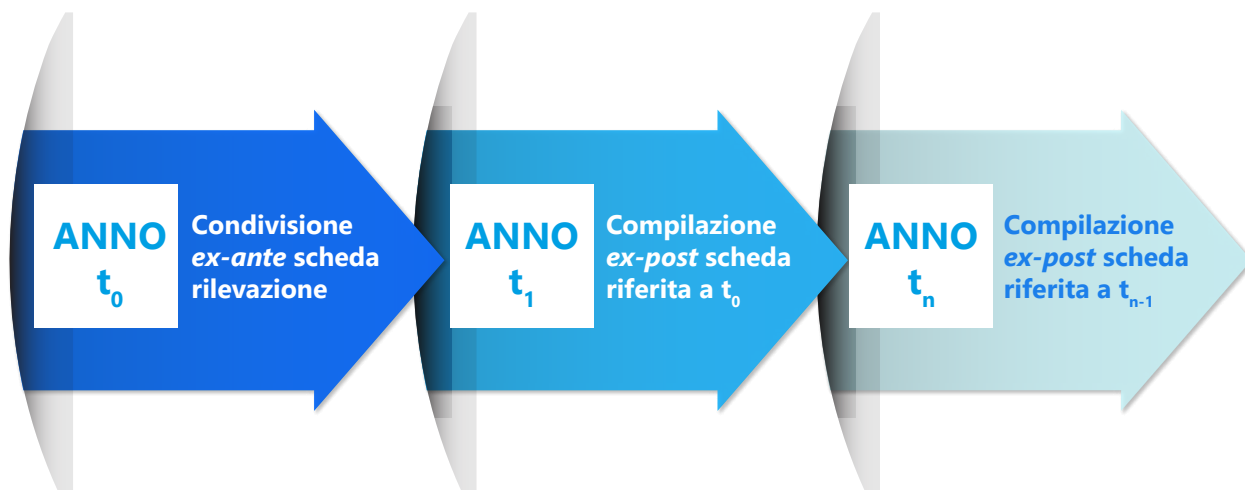 ANNO
t₀
Condivisione
ex-ante scheda
rilevazione
ANNO
t₁
Compilazione
ex-post scheda
riferita a t₀
ANNO
tₙ
Compilazione
ex-post scheda
riferita a tₙ₋₁